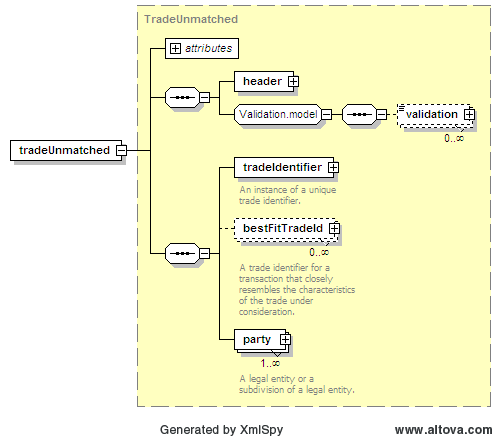 TradeUnmatched
attributes
header
Validation.model
validation
0..∞
tradeUnmatched
tradeIdentifier
An instance of a unique
trade identifier.
bestFitTradeId
0..∞
A trade identifier for a
transaction that closely
resembles the characteristics
of the trade under
consideration.
party
1..∞
A legal entity or a
subdivision of a legal entity.
Generated by XmlSpy
www.altova.com